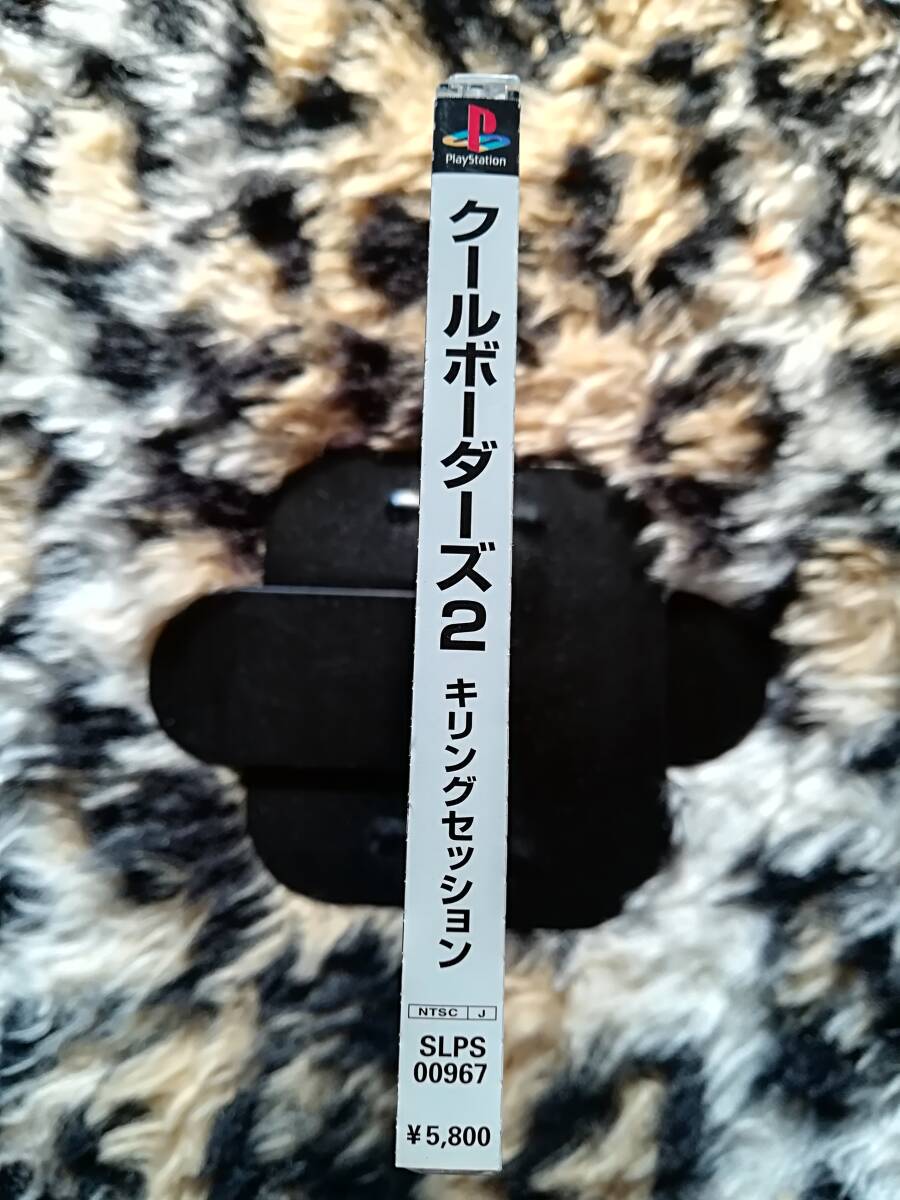 PlayStation
クールボーダーズ2
キリングセッション
NTSC J
SLPS
00967
¥5,800